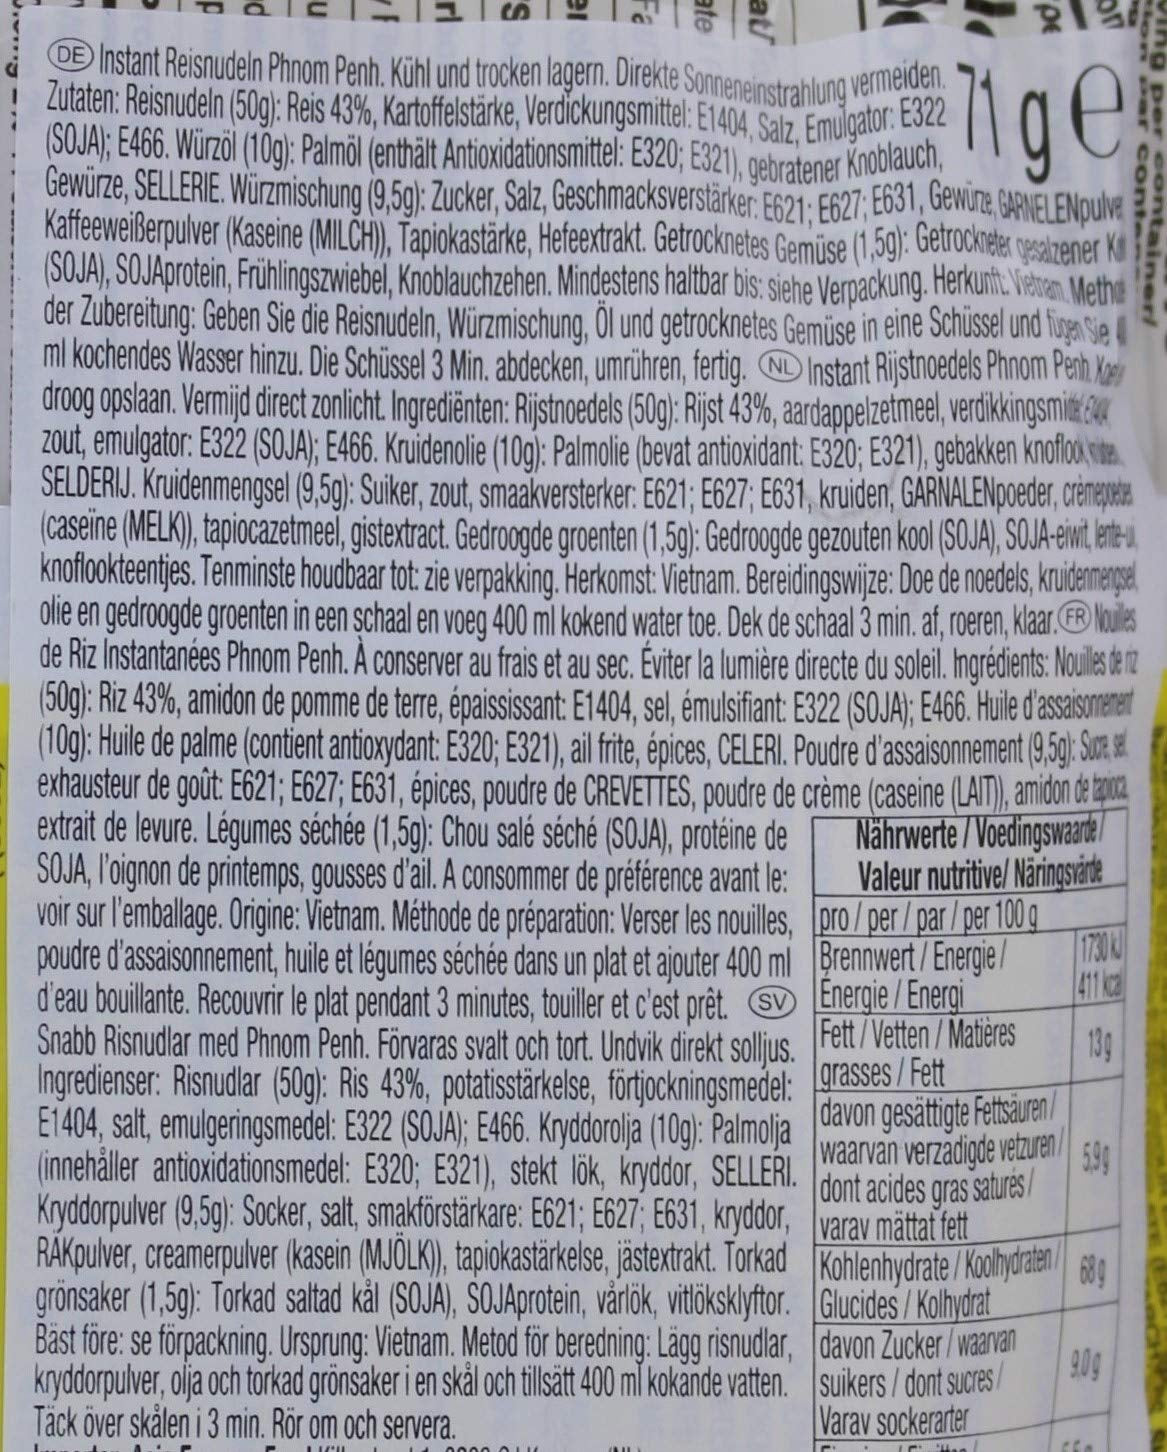 DE Instant Reisnudeln Phnom Penh. Kühl und trocken lagern. Direkte Sonneneinstrahlung vermeiden.
71 g e
Zutaten: Reisnudeln (50g): Reis 43%, Kartoffelstärke, Verdickungsmittel: E1404, Salz, Emulgator: E322
(SOJA); E466. Würzöl (10g): Palmöl (enthält Antioxidationsmittel: E320; E321), gebratener Knoblauch,
Gewürze, SELLERIE. Würzmischung (9,5g): Zucker, Salz, Geschmacksverstärker: E621; E627; E631, Gewürze, GARNELENpulver
Kaffeeweißerpulver (Kaseine (MILCH)), Tapiokastärke, Hefeextrakt. Getrocknetes Gemüse (1,5g): Getrockneter gesalzener
(SOJA), SOJAprotein, Frühlingszwiebel, Knoblauchzehen. Mindestens haltbar bis: siehe Verpackung. Herkunft: Vietnam. Methode
der Zubereitung: Geben Sie die Reisnudeln, Würzmischung, Öl und getrocknetes Gemüse in eine Schüssel und fügen Sie
ml kochendes Wasser hinzu. Die Schüssel 3 Min. abdecken, umrühren, fertig. NL Instant Rijstnoedels Phnom Penh.
droog opslaan. Vermijd direct zonlicht. Ingrediënten: Rijstnoedels (50g): Rijst 43%, aardappelzetmeel, verdikkingsmiddel: E1404
zout, emulgator: E322 (SOJA); E466. Kruidenolie (10g): Palmolie (bevat antioxidant: E320; E321), gebakken knoflook,
SELDERIJ. Kruidenmengsel (9,5g): Suiker, zout, smaakversterker: E621; E627; E631, kruiden, GARNALENpoeder, crèmepoeder
(caseïne (MELK)), tapiocazetmeel, gistextract. Gedroogde groenten (1,5g): Gedroogde gezouten kool (SOJA), SOJA-eiwit, lente-ui,
knoflookteentjes. Tenminste houdbaar tot: zie verpakking. Herkomst: Vietnam. Bereidingswijze: Doe de noedels, kruidenmengsel,
olie en gedroogde groenten in een schaal en voeg 400 ml kokend water toe. Dek de schaal 3 min. af, roeren, klaar. FR Nouilles
de Riz Instantanées Phnom Penh. À conserver au frais et au sec. Éviter la lumière directe du soleil. Ingrédients: Nouilles de riz
(50g): Riz 43%, amidon de pomme de terre, épaississant: E1404, sel, émulsifiant: E322 (SOJA); E466. Huile d'assaisonnement
(10g): Huile de palme (contient antioxydant: E320; E321), ail frite, épices, CELERI. Poudre d'assaisonnement (9,5g): Sucre, sel,
exhausteur de goût: E621; E627; E631, épices, poudre de CREVETTES, poudre de crème (caseine (LAIT)), amidon de tapioca,
extrait de levure. Légumes séchée (1,5g): Chou salé séché (SOJA), protéine de
SOJA, l'oignon de printemps, gousses d'ail. A consommer de préférence avant le:
voir sur l'emballage. Origine: Vietnam. Méthode de préparation: Verser les nouilles,
poudre d'assaisonnement, huile et légumes séchée dans un plat et ajouter 400 ml
d'eau bouillante. Recouvrir le plat pendant 3 minutes, touiller et c'est prêt. SV
Snabb Risnudlar med Phnom Penh. Förvaras svalt och tort. Undvik direkt solljus.
Ingredienser: Risnudlar (50g): Ris 43%, potatisstärkelse, förtjockningsmedel:
E1404, salt, emulgeringsmedel: E322 (SOJA); E466. Kryddorolja (10g): Palmolja
(innehåller antioxidationsmedel: E320; E321), stekt lök, kryddor, SELLERI.
Kryddorpulver (9,5g): Socker, salt, smakförstärkare: E621; E627; E631, kryddor,
RÄKpulver, creamerpulver (kasein (MJÖLK)), tapiokastärkelse, jästextrakt. Torkad
grönsaker (1,5g): Torkad saltad kål (SOJA), SOJAprotein, vårlök, vitlöksklyftor.
Bäst före: se förpackning. Ursprung: Vietnam. Metod för beredning: Lägg risnudlar,
kryddorpulver, olja och torkad grönsaker i en skål och tillsätt 400 ml kokande vatten.
Täck över skålen i 3 min. Rör om och servera.
Nährwerte / Voedingswaarde /
Valeur nutritive/ Näringsvärde
pro / per / par / per 100 g
Brennwert / Energie / 1730 kJ
Énergie / Energi 411 kcal
Fett / Vetten / Matières 13 g
grasses / Fett
davon gesättigte Fettsäuren /
waarvan verzadigde vetzuren / 5,9 g
dont acides gras saturés /
varav mättat fett
Kohlenhydrate / Koolhydraten / 68 g
Glucides / Kolhydrat
davon Zucker / waarvan
suikers / dont sucres / 9,0 g
Varav sockerarter